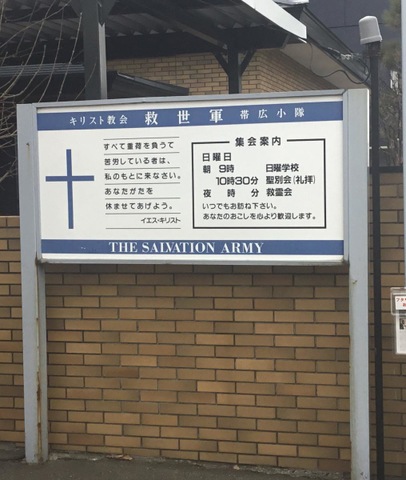 キリスト教会 救世軍 帯広小隊
すべて重荷を負うて
苦労している者は、
私のもとに来なさい。
あなたがたを
休ませてあげよう。
イエス・キリスト
集会案内
日曜日
朝 9時 日曜学校
10時30分 聖別会(礼拝)
夜 時 分 救霊会
いつでもお訪ね下さい。
あなたのおこしを心より歓迎します。
THE SALVATION ARMY